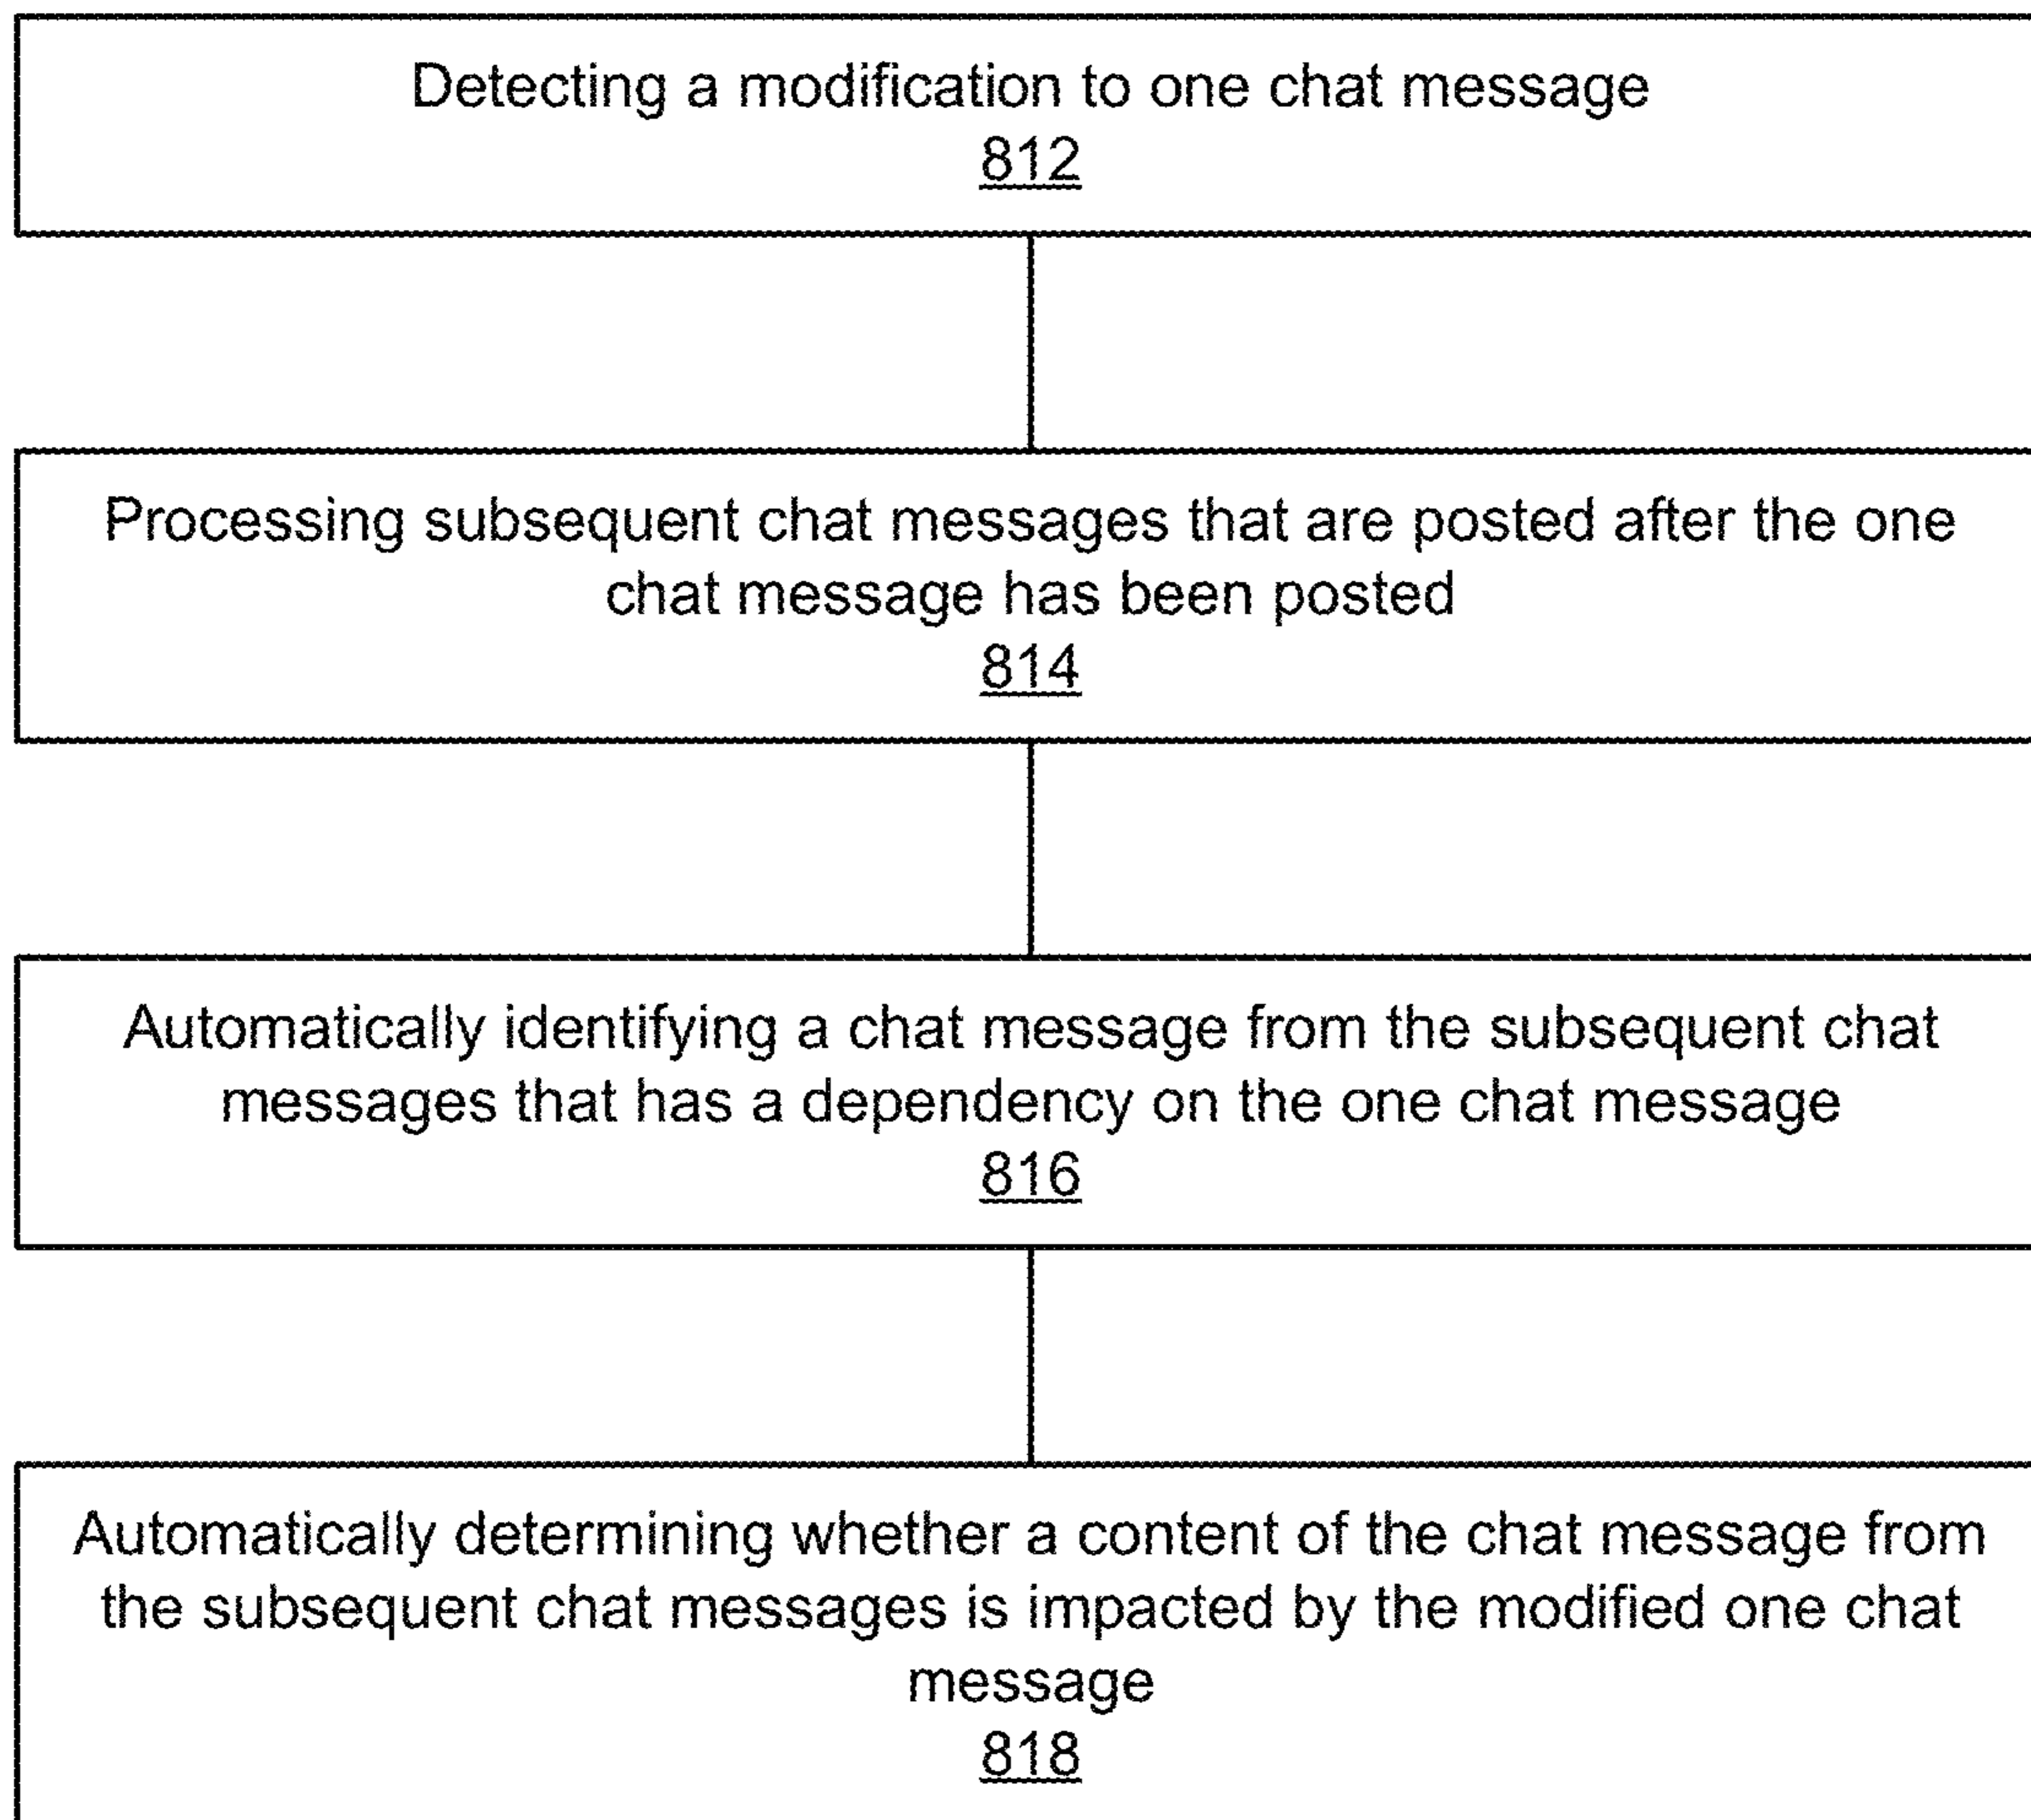 Detecting a modification to one chat message
812
Processing subsequent chat messages that are posted after the one
chat message has been posted
814
Automatically identifying a chat message from the subsequent chat
messages that has a dependency on the one chat message
816
Automatically determining whether a content of the chat message from
the subsequent chat messages is impacted by the modified one chat
message
818